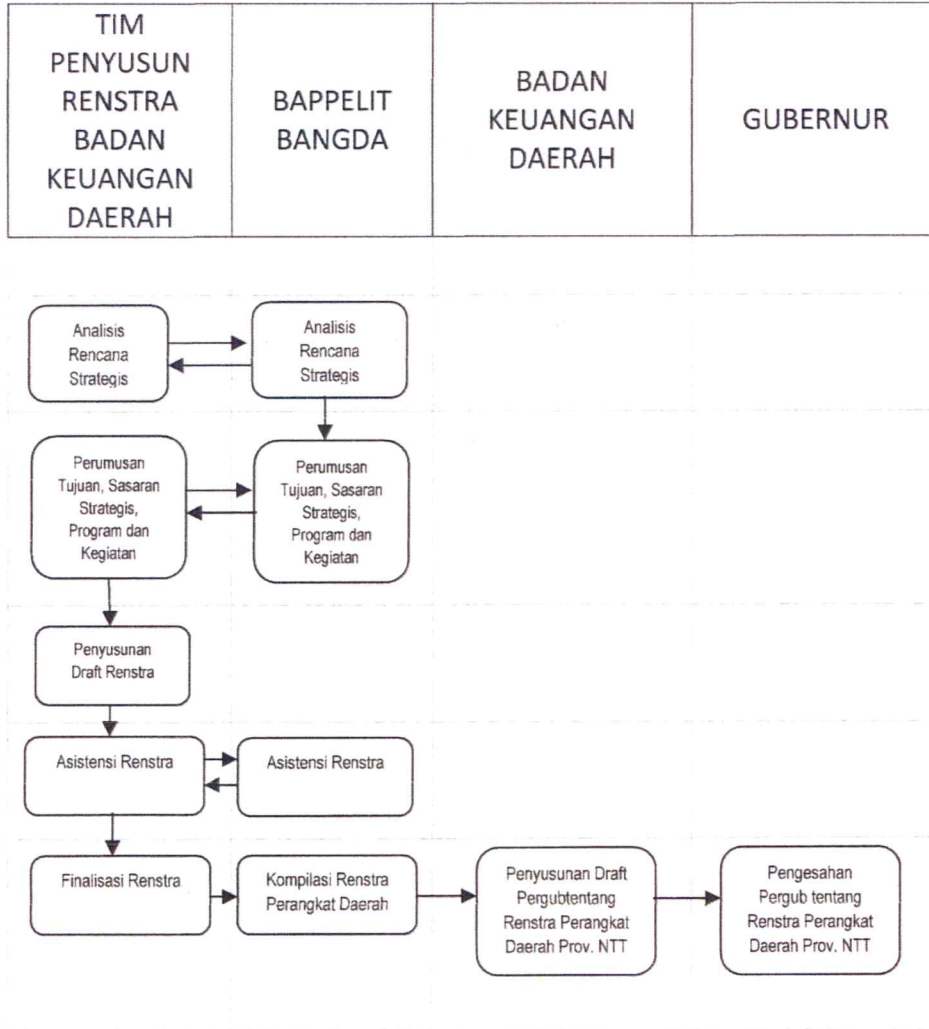 TIM
PENYUSUN
RENSTRA
BADAN
KEUANGAN
DAERAH
BAPPELIT
BANGDA
BADAN
KEUANGAN
DAERAH
GUBERNUR
Analisis
Rencana
Strategis
Analisis
Rencana
Strategis
Perumusan
Tujuan, Sasaran
Strategis,
Program dan
Kegiatan
Perumusan
Tujuan, Sasaran
Strategis,
Program dan
Kegiatan
Penyusunan
Draft Renstra
Asistensi Renstra
Asistensi Renstra
Finalisasi Renstra
Kompilasi Renstra
Perangkat Daerah
Penyusunan Draft
Pergubtentang
Renstra Perangkat
Daerah Prov. NTT
Pengesahan
Pergub tentang
Renstra Perangkat
Daerah Prov. NTT